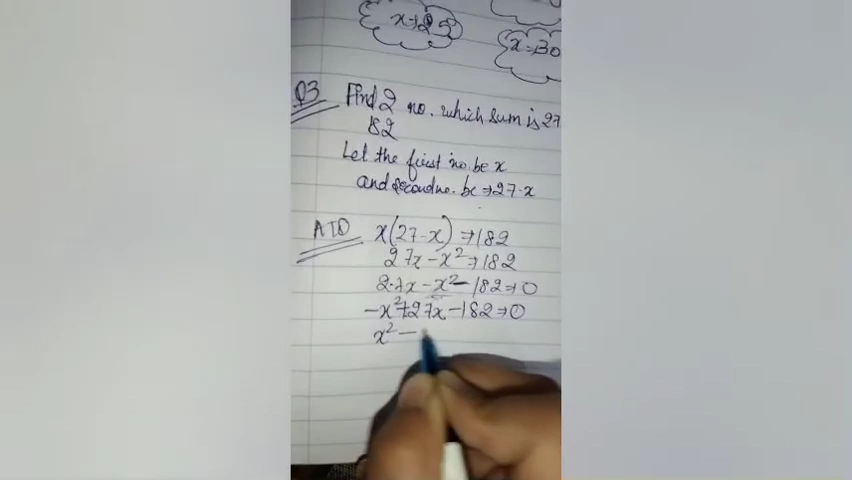 x→25
x→30
Q3 Find 2 no. which sum is 27
182
Let the first no. be x
and second no. be →27-x
ATQ x(27-x) →182
27x-x²→182
27x-x²-182→0
-x²+27x-182→0
x²-